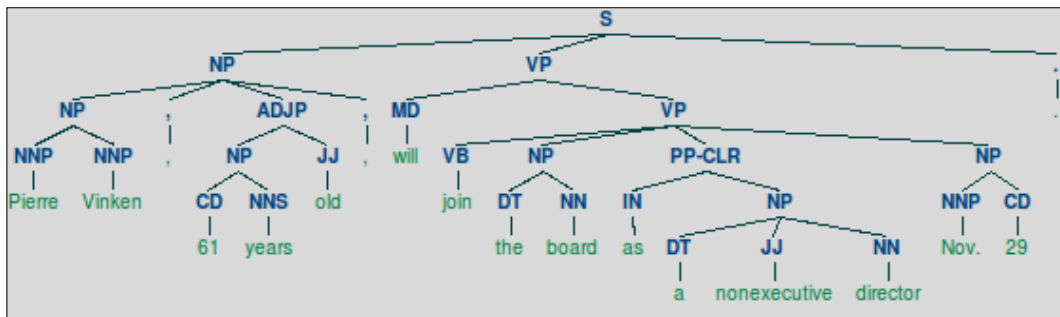 S
NP VP .
NP , ADJP , MD VP .
NNP NNP , NP JJ , will VB NP PP-CLR NP
Pierre Vinken CD NNS old join DT NN IN NP NNP CD
61 years the board as DT JJ NN Nov. 29
a nonexecutive director